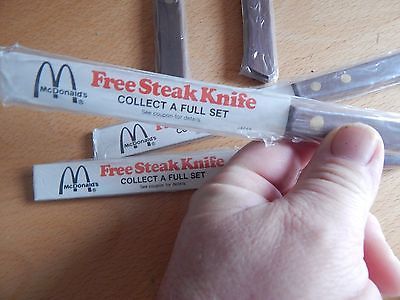 McDonald's®
Free Steak Knife
COLLECT A FULL SET
See coupon for details.
McDonald's
McDonald's®
Free Steak Knife
COLLECT A FULL SET
See coupon for details.